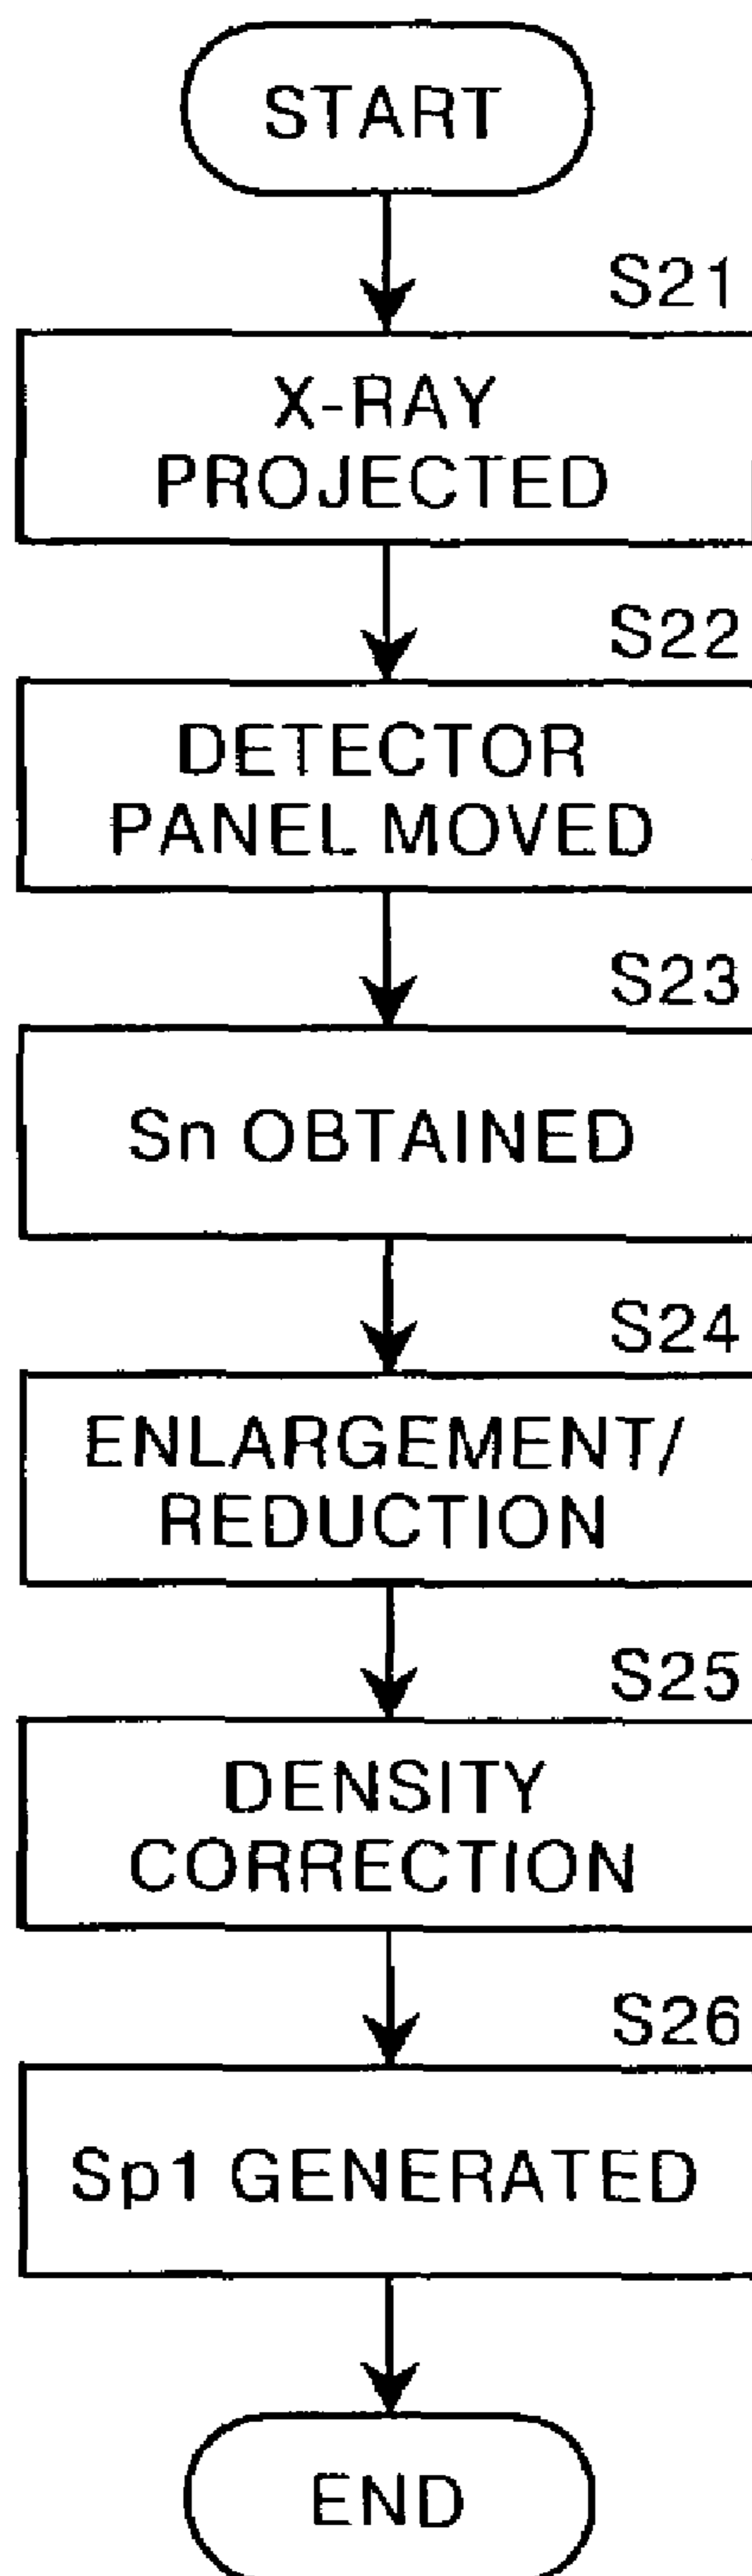 START
S21
X-RAY
PROJECTED
S22
DETECTOR
PANEL MOVED
S23
Sn OBTAINED
S24
ENLARGEMENT/
REDUCTION
S25
DENSITY
CORRECTION
S26
Sp1 GENERATED
END